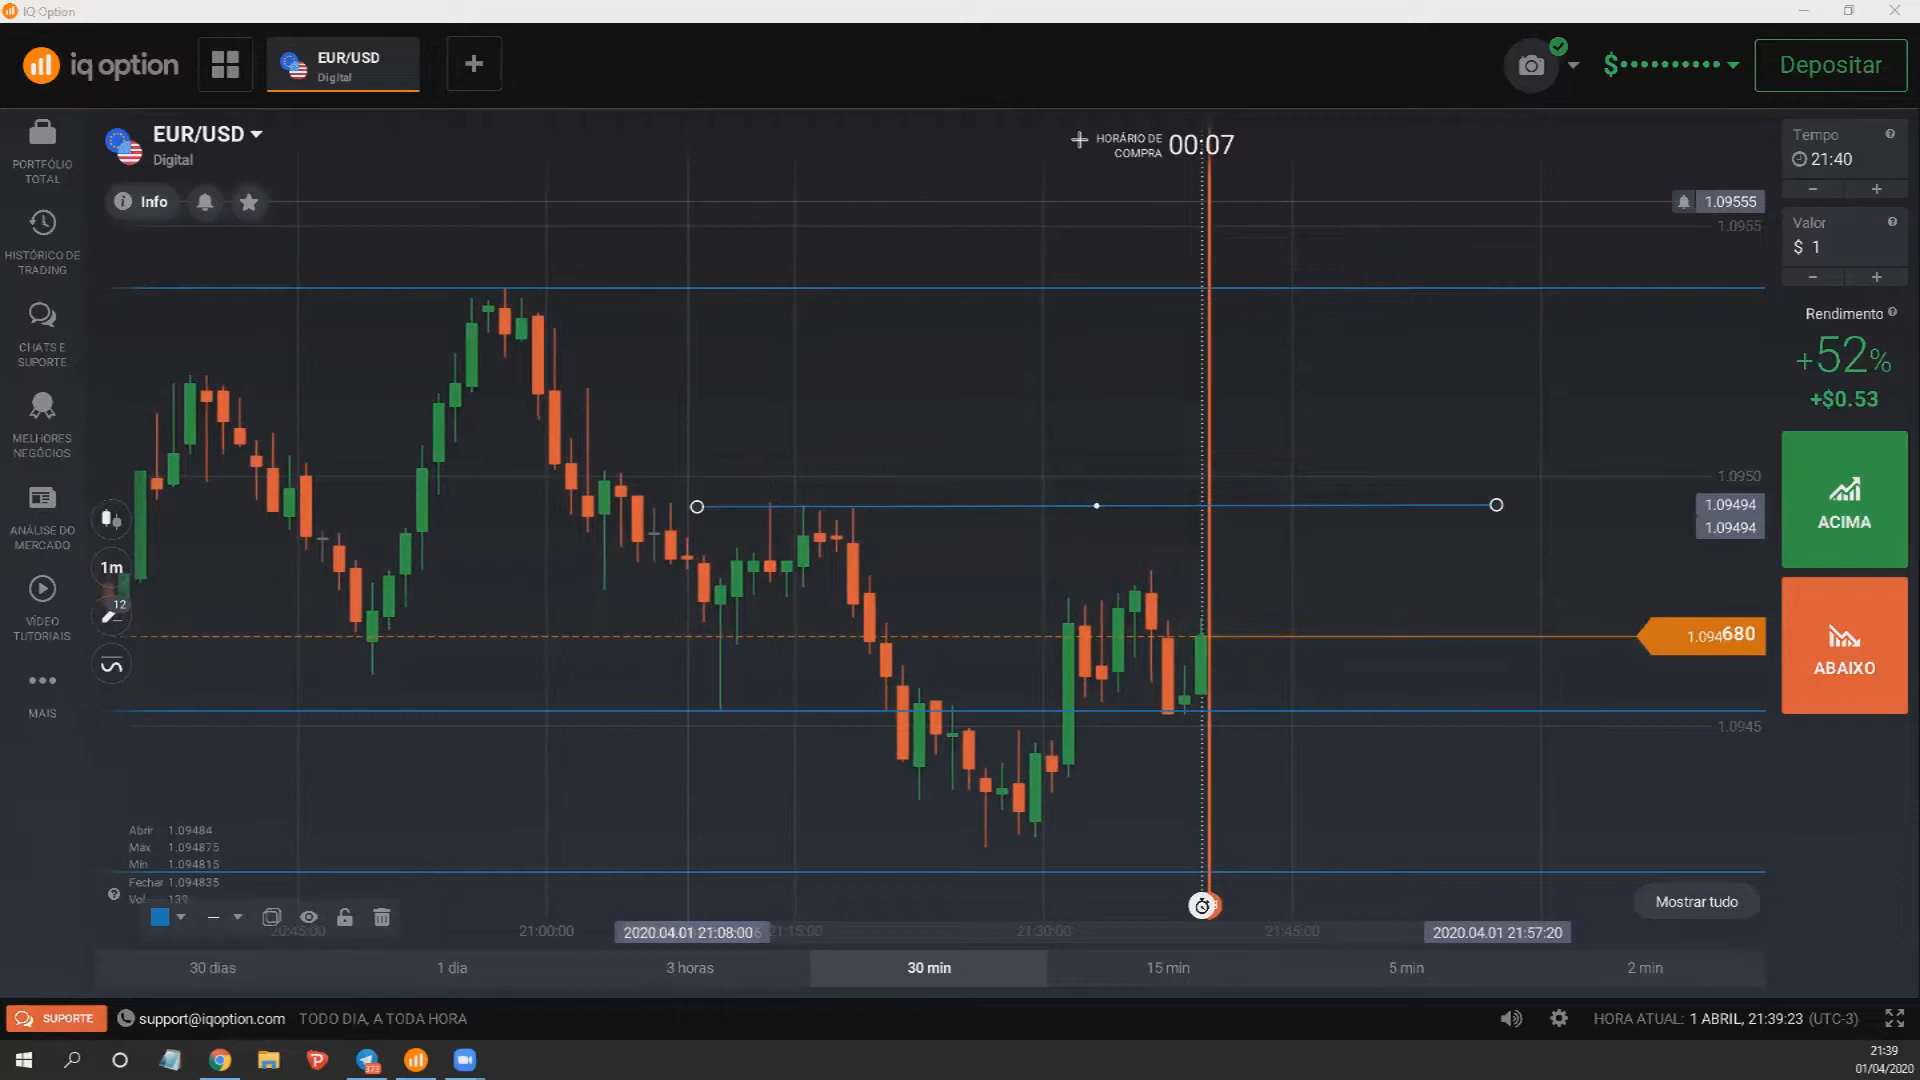 IQ Option
iq option
EUR/USD
Digital
+
$••••••••••
Depositar
PORTFÓLIO
TOTAL
HISTÓRICO DE
TRADING
CHATS E
SUPORTE
MELHORES
NEGÓCIOS
ANÁLISE DO
MERCADO
VÍDEO
TUTORIAIS
MAIS
EUR/USD
Digital
Info
HORÁRIO DE
COMPRA
00:07
1m
12
1.09555
1.0955
1.0950
1.09494
1.09494
1.094680
1.0945
Tempo
21:40
- +
Valor
$ 1
- +
Rendimento
+52%
+$0.53
ACIMA
ABAIXO
Abrir 1.09484
Máx 1.094875
Mín 1.094815
Fechar 1.094835
Vol 139
Mostrar tudo
20:45:00
21:00:00
2020.04.01 21:08:00
21:15:00
21:30:00
21:45:00
2020.04.01 21:57:20
30 dias
1 dia
3 horas
30 min
15 min
5 min
2 min
SUPORTE
support@iqoption.com
TODO DIA, A TODA HORA
HORA ATUAL: 1 ABRIL, 21:39:23 (UTC-3)
373
21:39
01/04/2020